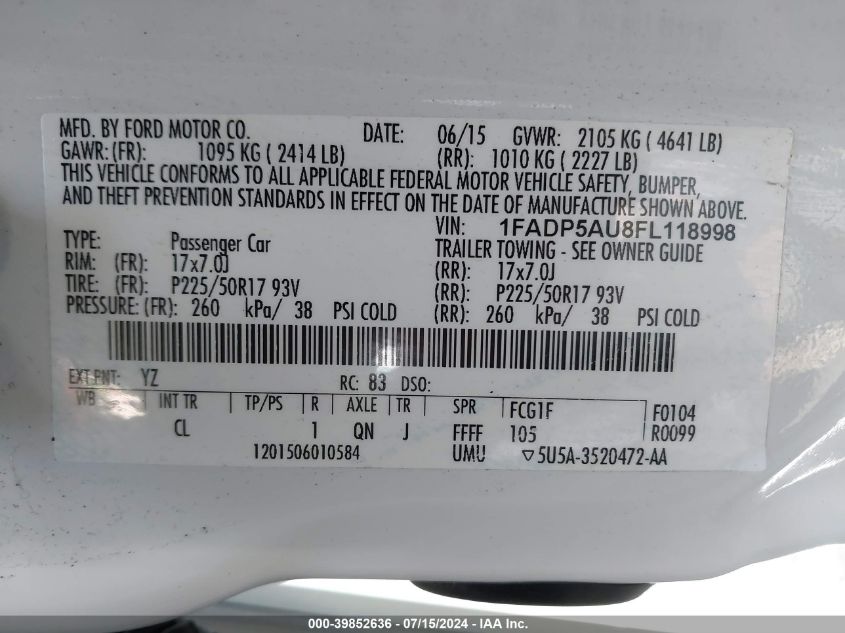 MFD. BY FORD MOTOR CO. DATE: 06/15 GVWR: 2105 KG ( 4641 LB)
GAWR:(FR): 1095 KG ( 2414 LB) (RR): 1010 KG ( 2227 LB)
THIS VEHICLE CONFORMS TO ALL APPLICABLE FEDERAL MOTOR VEHICLE SAFETY, BUMPER,
AND THEFT PREVENTION STANDARDS IN EFFECT ON THE DATE OF MANUFACTURE SHOWN ABOVE.
VIN: 1FADP5AU8FL118998
TYPE: Passenger Car TRAILER TOWING - SEE OWNER GUIDE
RIM: (FR): 17x7.0J (RR): 17x7.0J
TIRE: (FR): P225/50R17 93V (RR): P225/50R17 93V
PRESSURE: (FR): 260 kPa/ 38 PSI COLD (RR): 260 kPa/ 38 PSI COLD
EXT PNT: YZ RC: 83 DSO:
WB INT TR TP/PS R AXLE TR SPR FCG1F F0104
CL 1 QN J FFFF 105 R0099
1201506010584 UMU ▽5U5A-3520472-AA
000-39852636 - 07/15/2024 - IAA Inc.